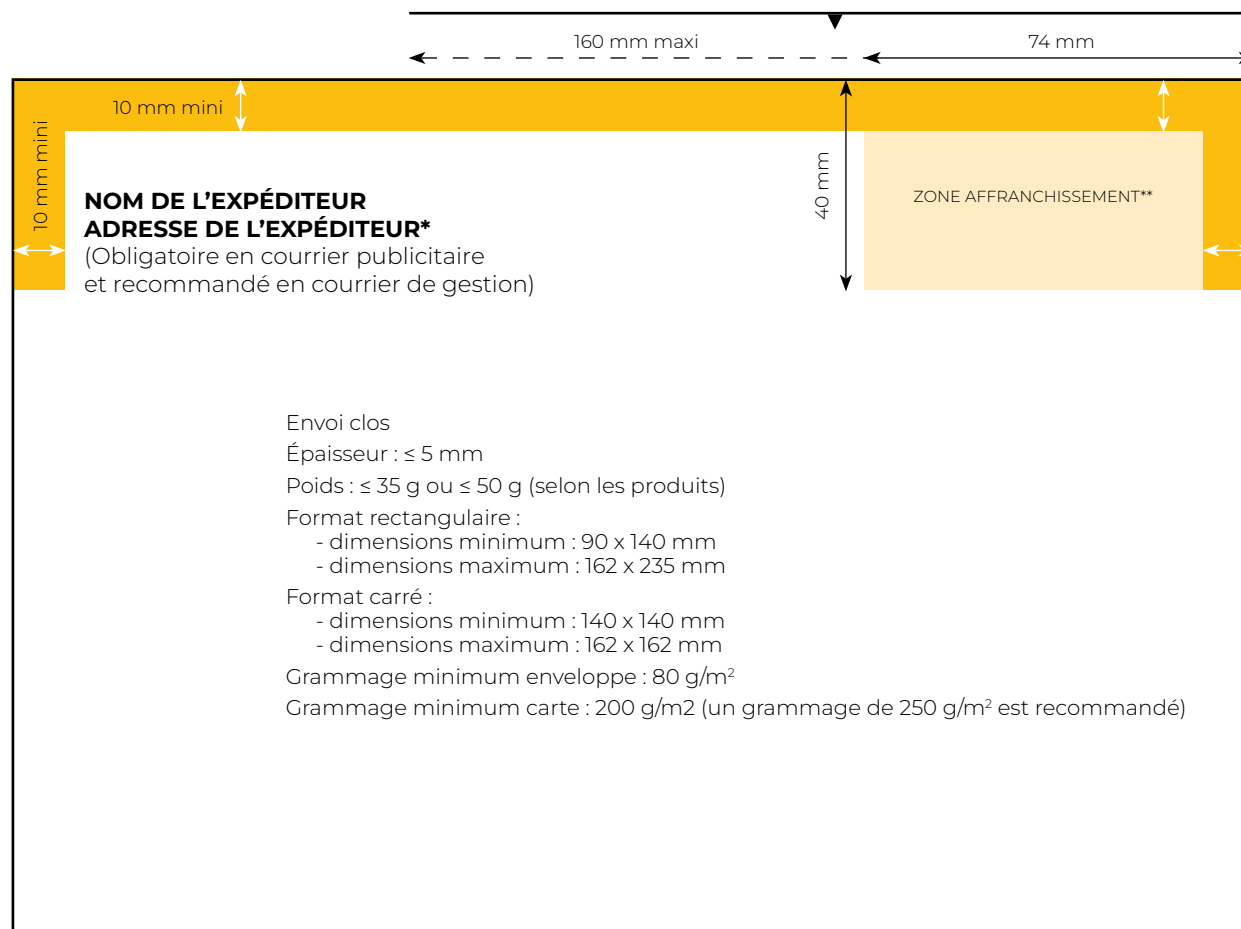 160 mm maxi
74 mm
10 mm mini
10 mm mini
40 mm
ZONE AFFRANCHISSEMENT**
NOM DE L’EXPÉDITEUR
ADRESSE DE L’EXPÉDITEUR*
(Obligatoire en courrier publicitaire
et recommandé en courrier de gestion)
Envoi clos
Épaisseur : ≤ 5 mm
Poids : ≤ 35 g ou ≤ 50 g (selon les produits)
Format rectangulaire :
- dimensions minimum : 90 x 140 mm
- dimensions maximum : 162 x 235 mm
Format carré :
- dimensions minimum : 140 x 140 mm
- dimensions maximum : 162 x 162 mm
Grammage minimum enveloppe : 80 g/m²
Grammage minimum carte : 200 g/m2 (un grammage de 250 g/m² est recommandé)